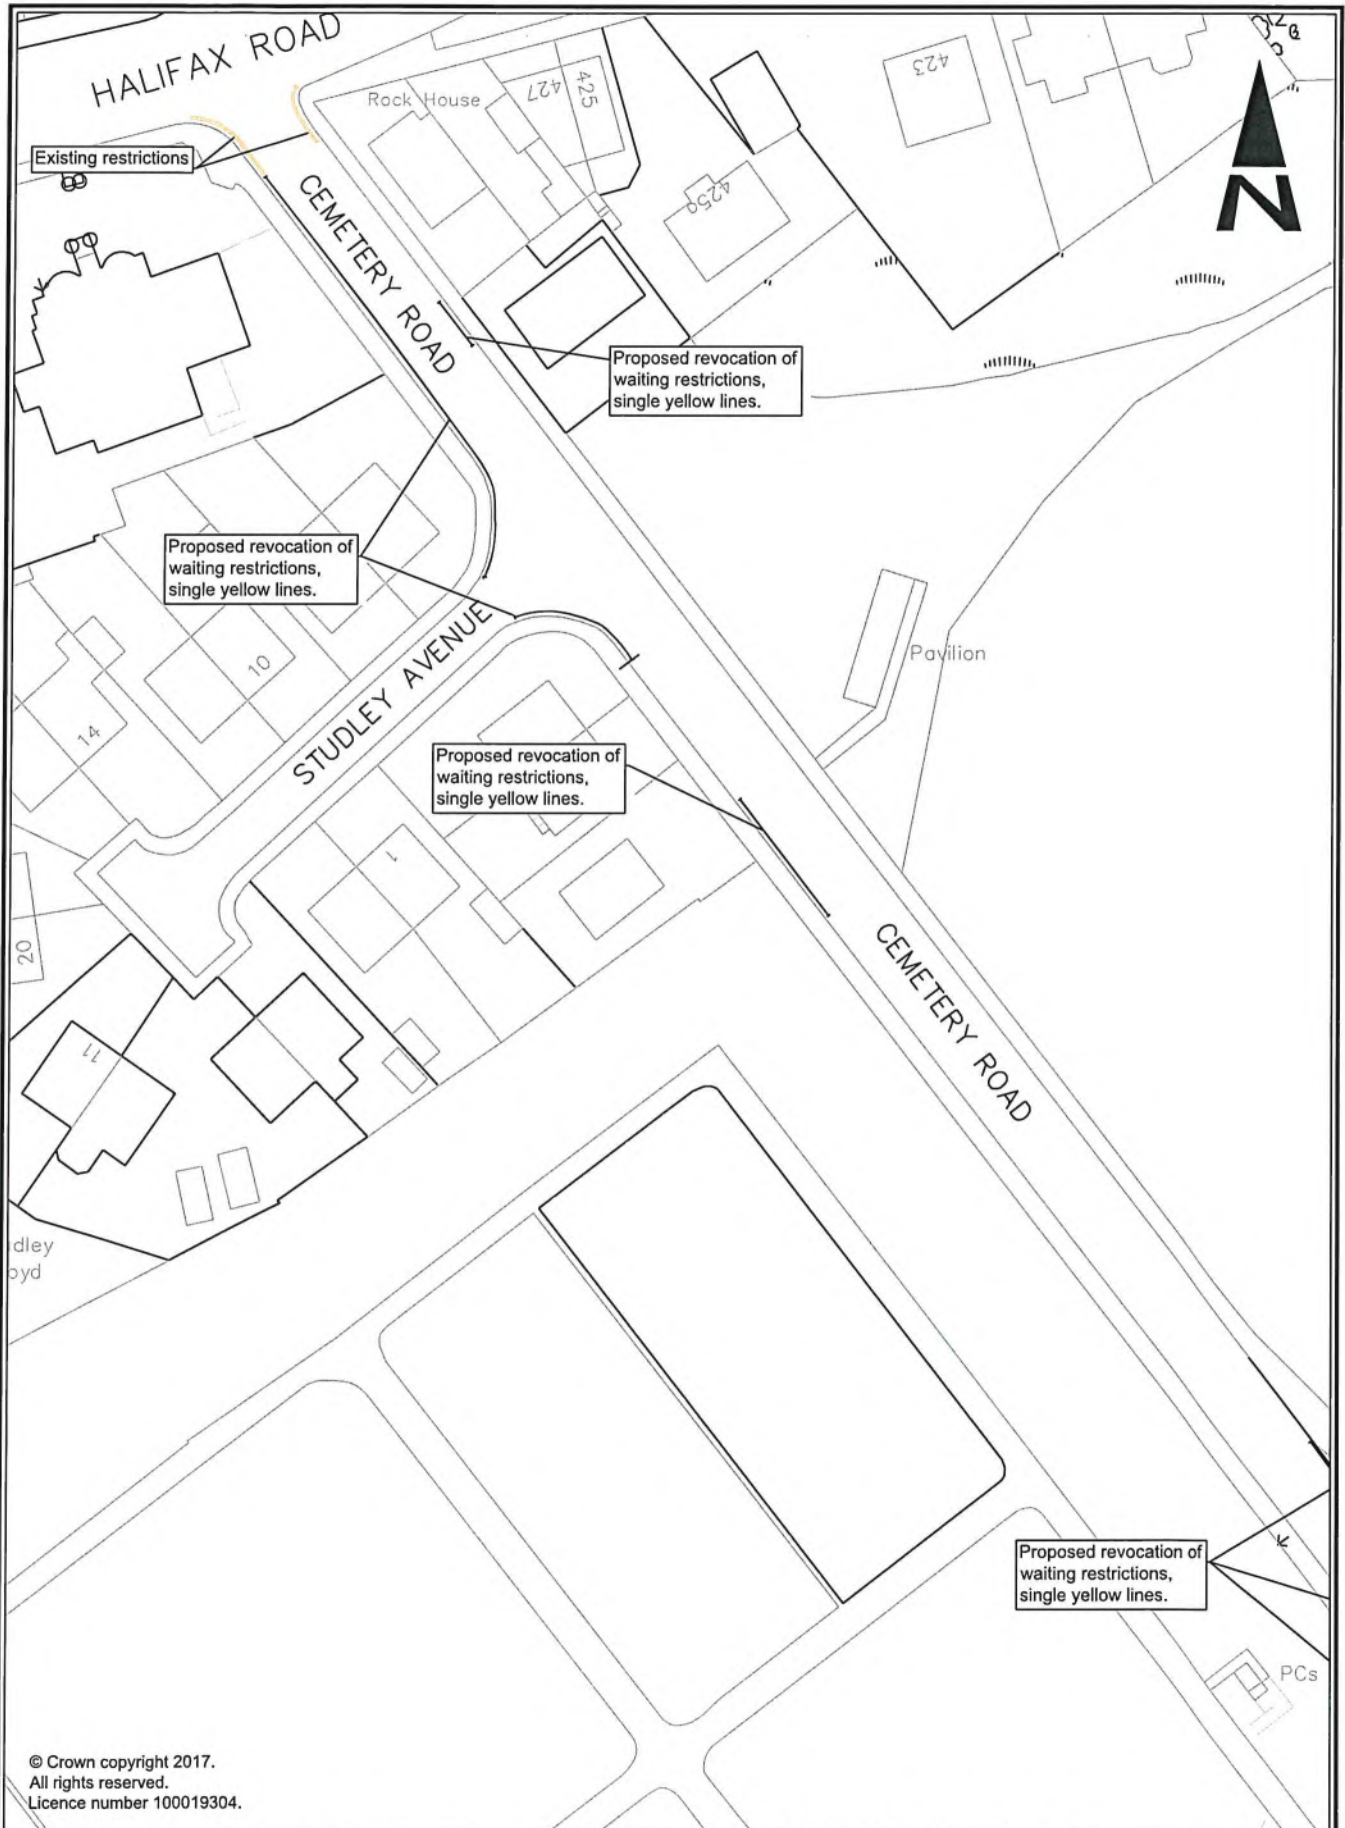 HALIFAX ROAD
Rock House
427
425
423
Existing restrictions
N
CEMETERY ROAD
425a
Proposed revocation of
waiting restrictions,
single yellow lines.
Proposed revocation of
waiting restrictions,
single yellow lines.
10
14
STUDLEY AVENUE
Pavilion
Proposed revocation of
waiting restrictions,
single yellow lines.
1
20
CEMETERY ROAD
11
dley
oyd
Proposed revocation of
waiting restrictions,
single yellow lines.
PCs
© Crown copyright 2017.
All rights reserved.
Licence number 100019304.